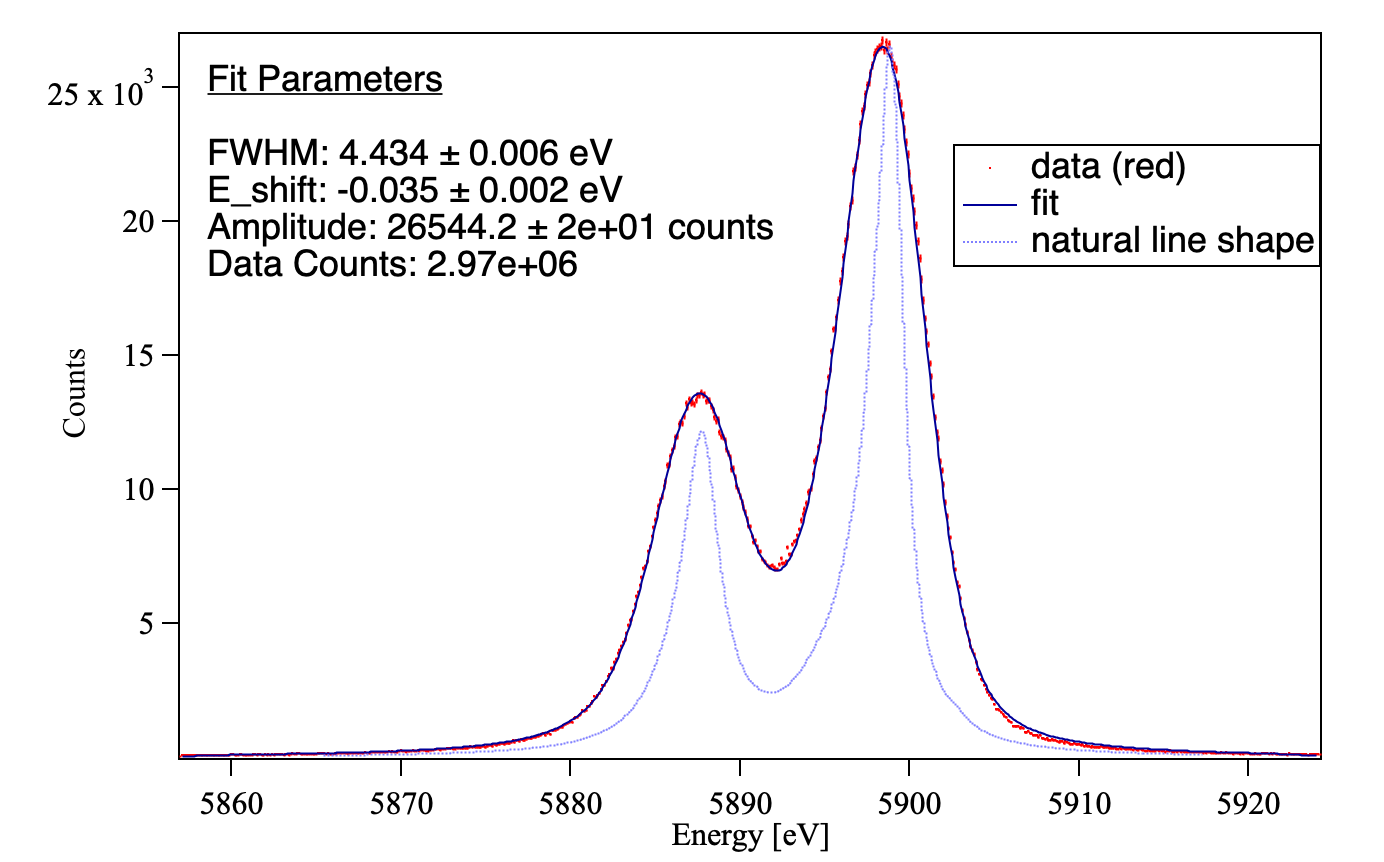 Fit Parameters
FWHM: 4.434 ± 0.006 eV
E_shift: -0.035 ± 0.002 eV
Amplitude: 26544.2 ± 2e+01 counts
Data Counts: 2.97e+06
data (red)
fit
natural line shape
25 x 10³
20
15
10
5
Counts
5860 5870 5880 5890 5900 5910 5920
Energy [eV]